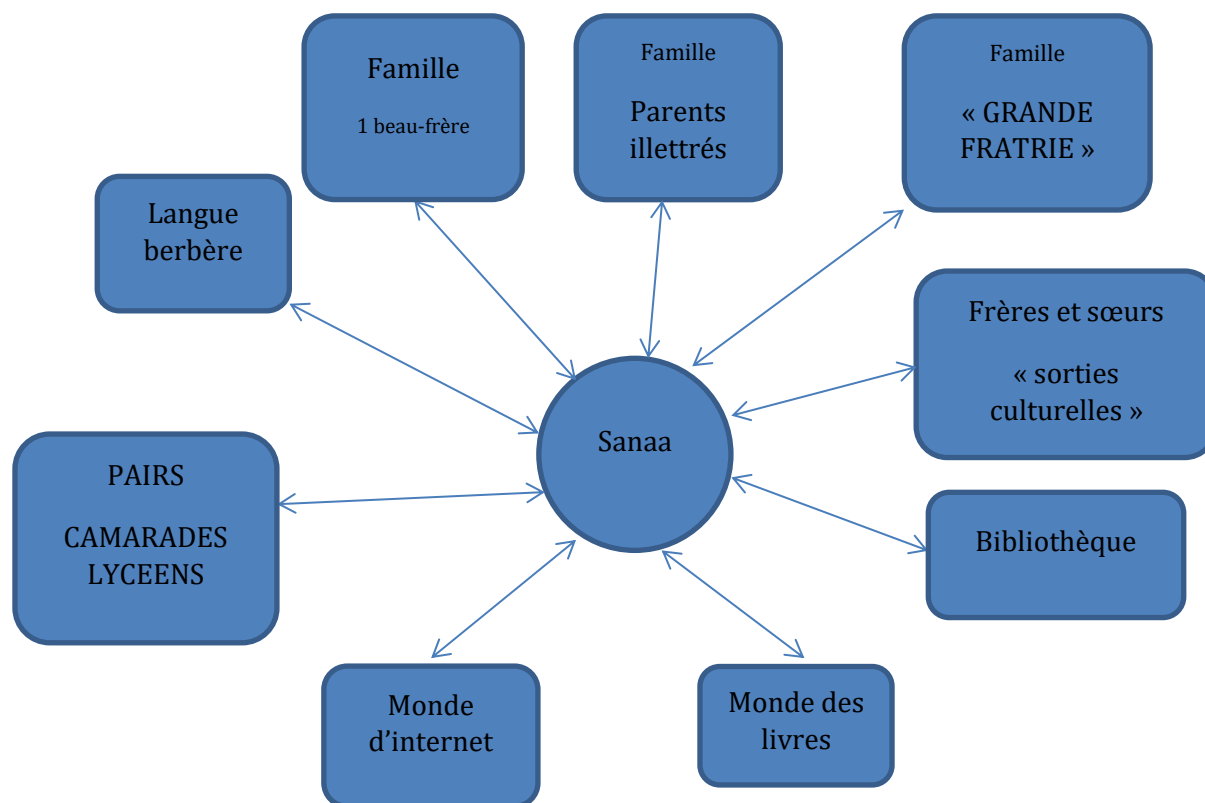 Famille
1 beau-frère
Famille
Parents
illettrés
Famille
« GRANDE
FRATRIE »
Langue
berbère
Frères et sœurs
« sorties
culturelles »
Sanaa
PAIRS
CAMARADES
LYCEENS
Bibliothèque
Monde
d’internet
Monde des
livres